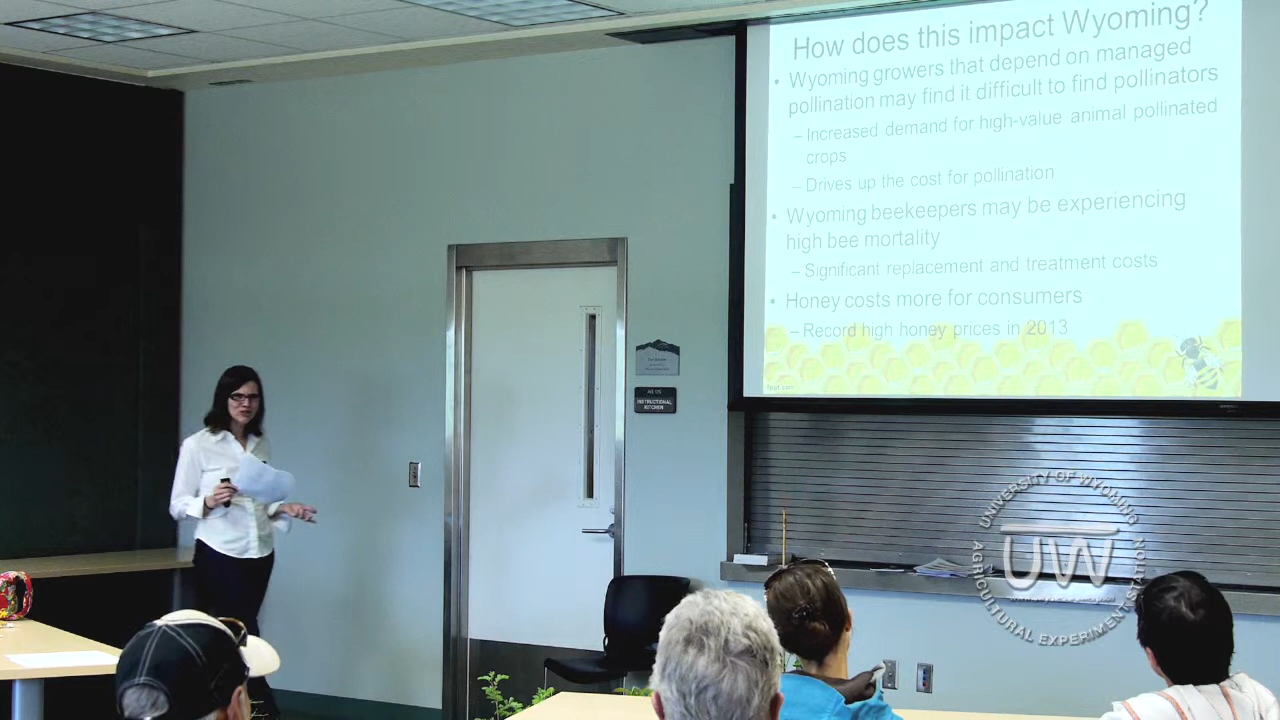 How does this impact Wyoming?
• Wyoming growers that depend on managed
pollination may find it difficult to find pollinators
– Increased demand for high-value animal pollinated
crops
– Drives up the cost for pollination
• Wyoming beekeepers may be experiencing
high bee mortality
– Significant replacement and treatment costs
• Honey costs more for consumers
– Record high honey prices in 2013
INSTRUCTIONAL
KITCHEN
UNIVERSITY OF WYOMING
UW
AGRICULTURAL EXPERIMENT STATION